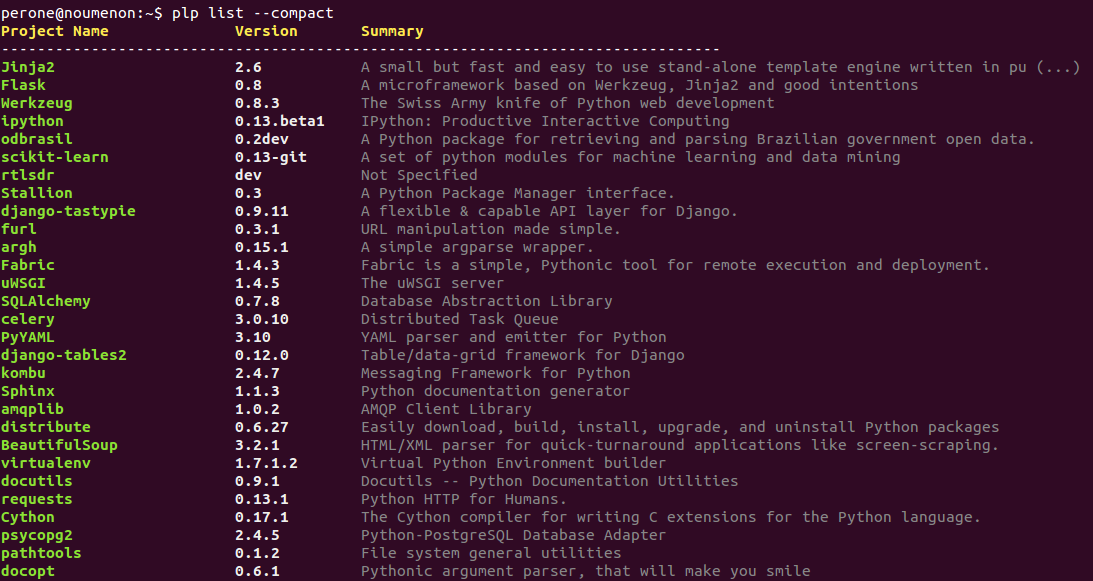 perone@noumenon:~$ plp list --compact
Project Name Version Summary
--------------------------------------------------------------------------------
Jinja2 2.6 A small but fast and easy to use stand-alone template engine written in pu (...)
Flask 0.8 A microframework based on Werkzeug, Jinja2 and good intentions
Werkzeug 0.8.3 The Swiss Army knife of Python web development
ipython 0.13.beta1 IPython: Productive Interactive Computing
odbrasil 0.2dev A Python package for retrieving and parsing Brazilian government open data.
scikit-learn 0.13-git A set of python modules for machine learning and data mining
rtlsdr dev Not Specified
Stallion 0.3 A Python Package Manager interface.
django-tastypie 0.9.11 A flexible & capable API layer for Django.
furl 0.3.1 URL manipulation made simple.
argh 0.15.1 A simple argparse wrapper.
Fabric 1.4.3 Fabric is a simple, Pythonic tool for remote execution and deployment.
uWSGI 1.4.5 The uWSGI server
SQLAlchemy 0.7.8 Database Abstraction Library
celery 3.0.10 Distributed Task Queue
PyYAML 3.10 YAML parser and emitter for Python
django-tables2 0.12.0 Table/data-grid framework for Django
kombu 2.4.7 Messaging Framework for Python
Sphinx 1.1.3 Python documentation generator
amqplib 1.0.2 AMQP Client Library
distribute 0.6.27 Easily download, build, install, upgrade, and uninstall Python packages
BeautifulSoup 3.2.1 HTML/XML parser for quick-turnaround applications like screen-scraping.
virtualenv 1.7.1.2 Virtual Python Environment builder
docutils 0.9.1 Docutils -- Python Documentation Utilities
requests 0.13.1 Python HTTP for Humans.
Cython 0.17.1 The Cython compiler for writing C extensions for the Python language.
psycopg2 2.4.5 Python-PostgreSQL Database Adapter
pathtools 0.1.2 File system general utilities
docopt 0.6.1 Pythonic argument parser, that will make you smile